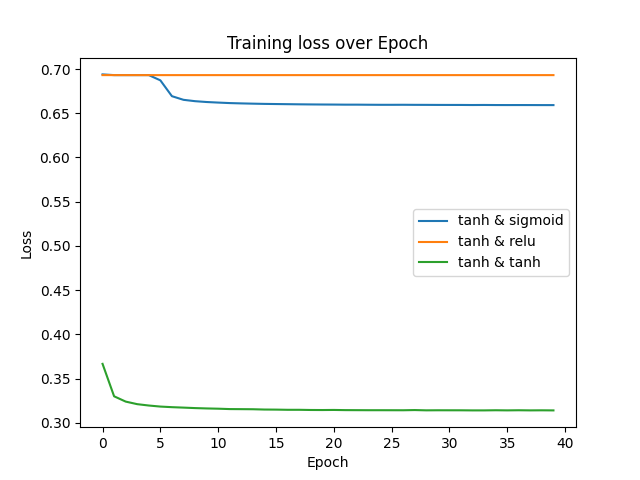 Training loss over Epoch
0.70
0.65
0.60
0.55
0.50
0.45
0.40
0.35
0.30
Loss
tanh & sigmoid
tanh & relu
tanh & tanh
0 5 10 15 20 25 30 35 40
Epoch